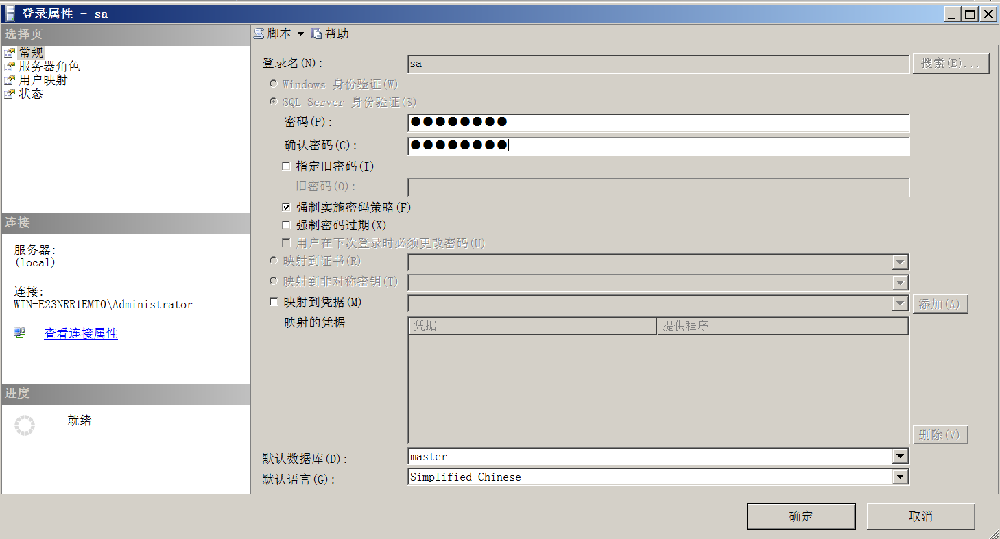 登录属性 - sa
选择页
常规
服务器角色
用户映射
状态
连接
服务器:
(local)
连接:
WIN-E23NRR1EMT0\Administrator
查看连接属性
进度
就绪
脚本 帮助
登录名(N): sa 搜索(E)...
Windows 身份验证(W)
SQL Server 身份验证(S)
密码(P): ●●●●●●●●
确认密码(C): ●●●●●●●●
指定旧密码(I)
旧密码(O):
强制实施密码策略(F)
强制密码过期(X)
用户在下次登录时必须更改密码(U)
映射到证书(R)
映射到非对称密钥(T)
映射到凭据(M) 添加(A)
映射的凭据 凭据 提供程序
删除(V)
默认数据库(D): master
默认语言(G): Simplified Chinese
确定 取消